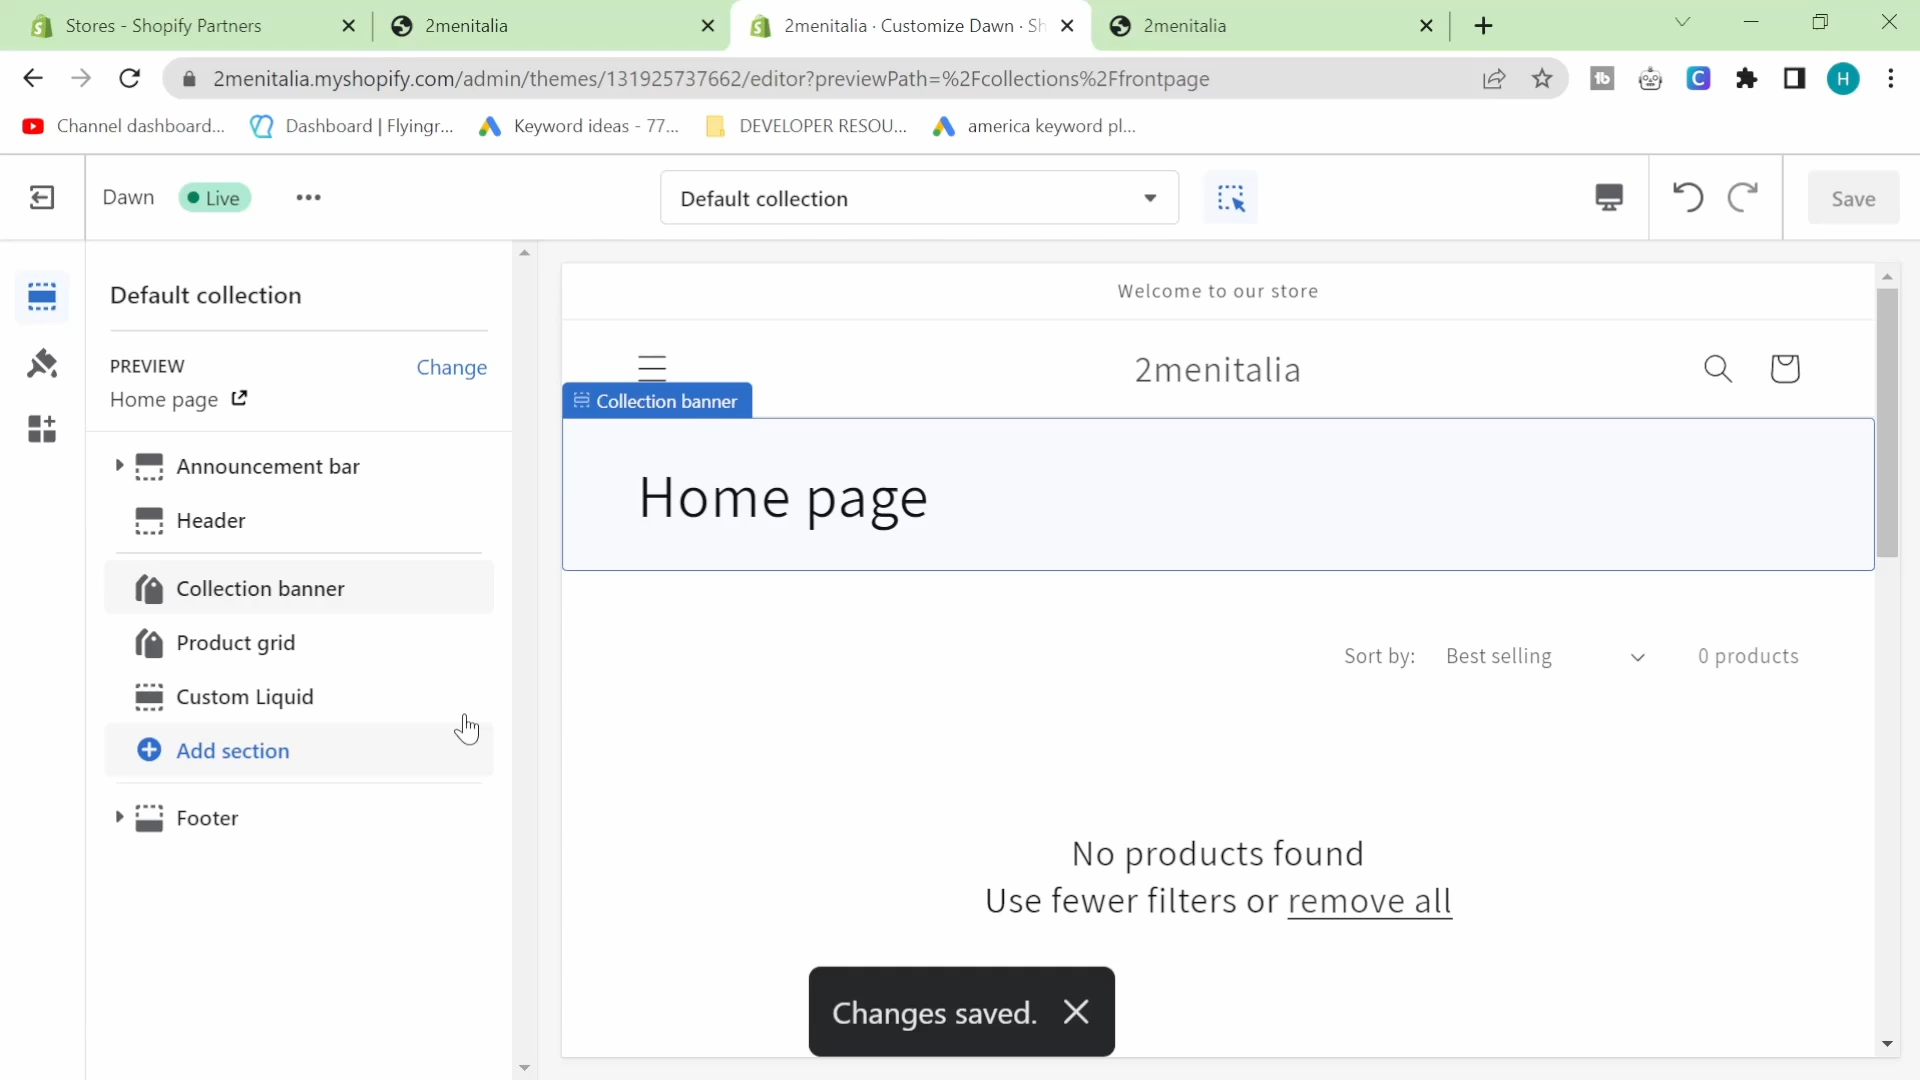 Stores - Shopify Partners
2menitalia
2menitalia · Customize Dawn · Sh
2menitalia
2menitalia.myshopify.com/admin/themes/131925737662/editor?previewPath=%2Fcollections%2Ffrontpage
tb
C
H
Channel dashboard...
Dashboard | Flyingr...
Keyword ideas - 77...
DEVELOPER RESOU...
america keyword pl...
Dawn
Live
Default collection
Save
Default collection
PREVIEW
Change
Home page
Announcement bar
Header
Collection banner
Product grid
Custom Liquid
Add section
Footer
Welcome to our store
2menitalia
Collection banner
Home page
Sort by:
Best selling
0 products
No products found
Use fewer filters or remove all
Changes saved.